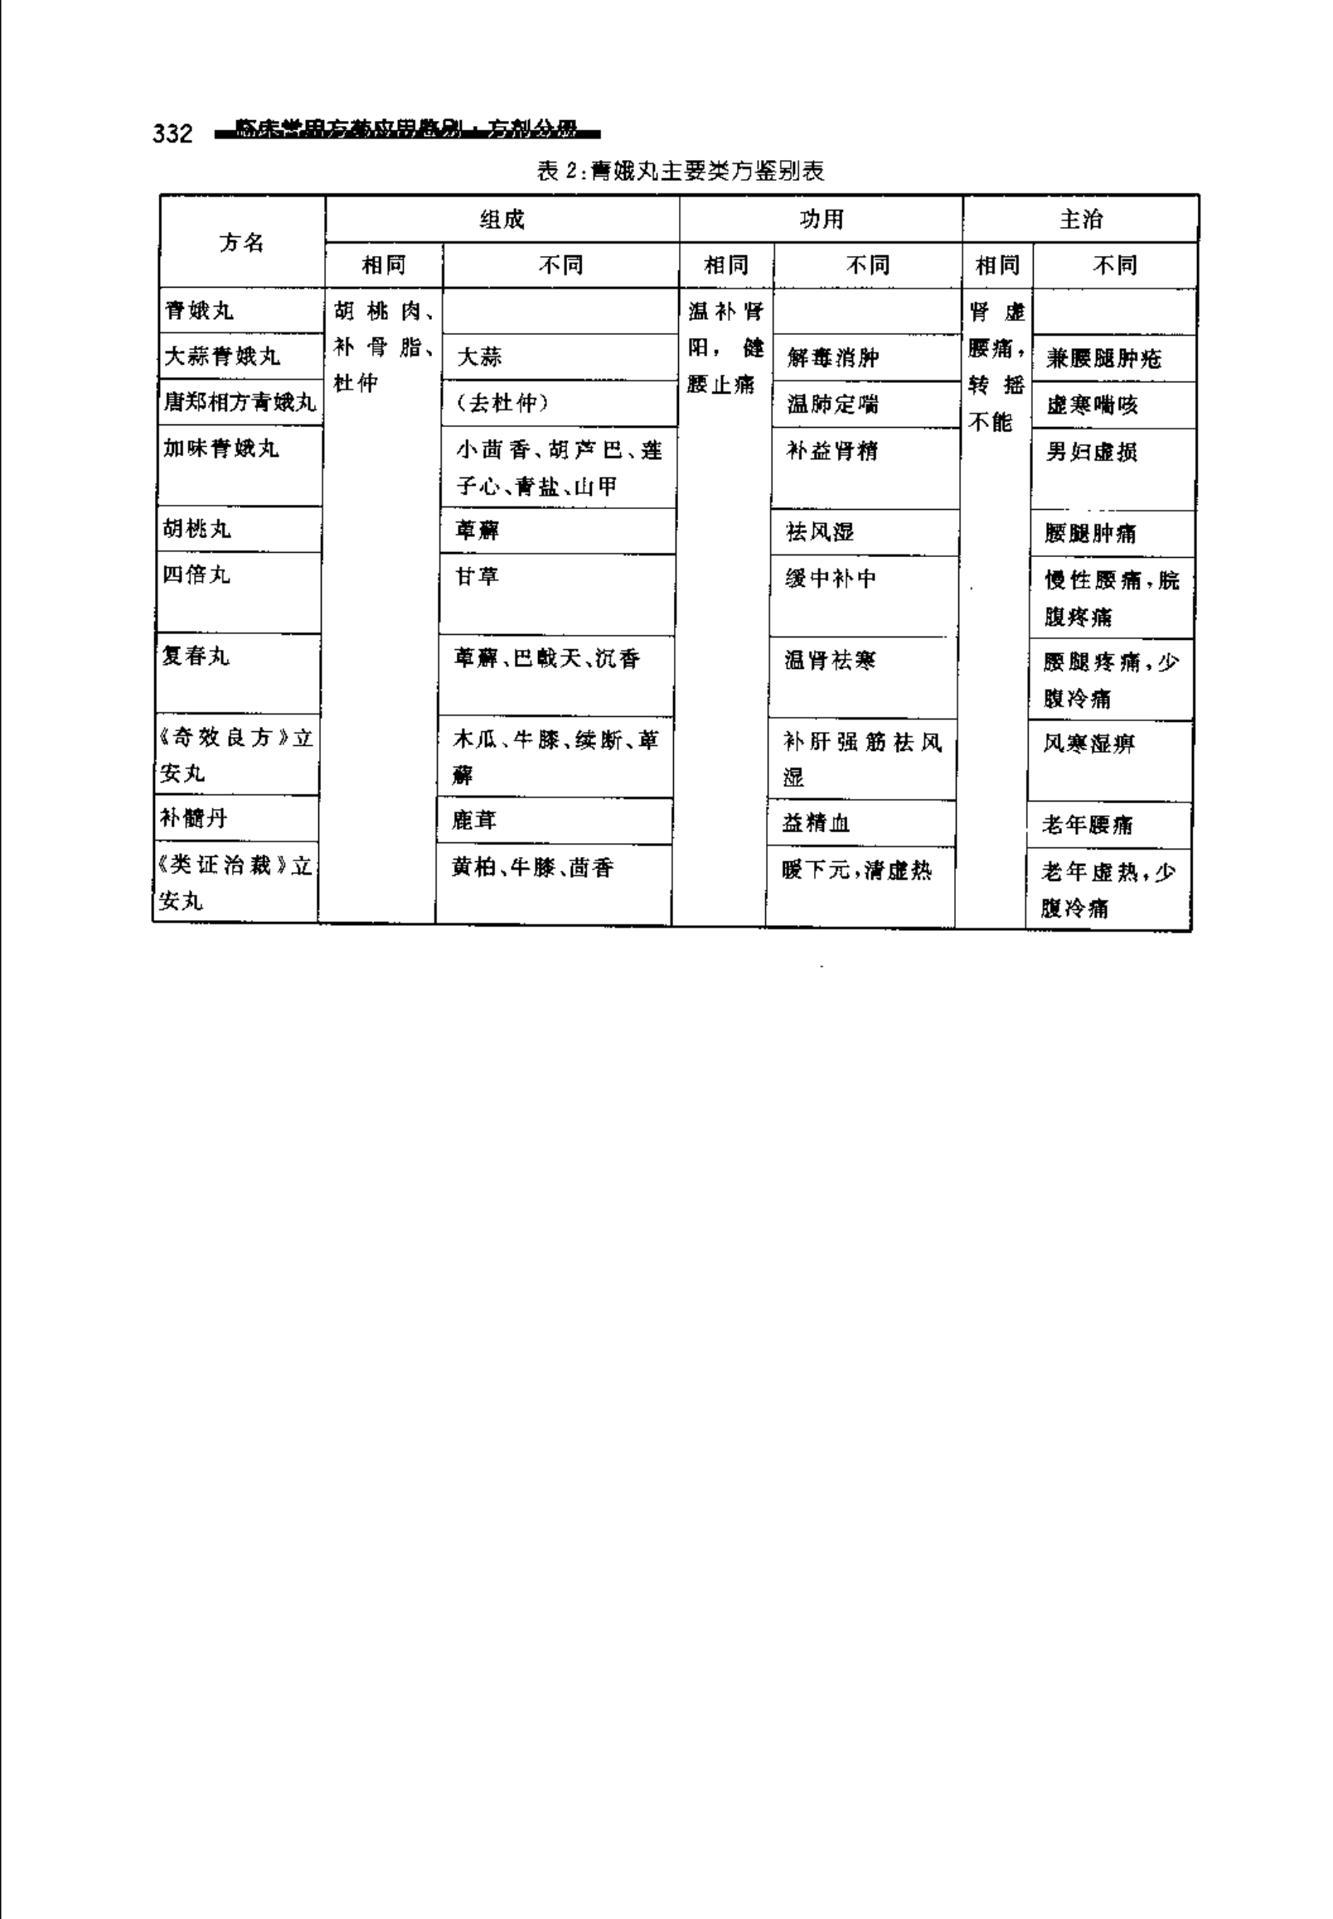 332 临床常用方药应用鉴别·方剂分册
表2:青娥丸主要类方鉴别表
方名 组成 功用 主治
相同 不同 相同 不同 相同 不同
青娥丸 胡桃肉、 温补肾 肾虚
补骨脂、 阳，健 腰痛，
杜仲 腰止痛 转摇
不能
大蒜青娥丸 大蒜 解毒消肿 兼腰腿肿疮
唐郑相方青娥丸 (去杜仲) 温肺定喘 虚寒喘咳
加味青娥丸 小茴香、胡芦巴、莲 补益肾精 男妇虚损
子心、青盐、山甲
胡桃丸 萆薢 祛风湿 腰腿肿痛
四倍丸 甘草 缓中补中 慢性腰痛，脘
腹疼痛
复春丸 萆薢、巴戟天、沉香 温肾祛寒 腰腿疼痛，少
腹冷痛
《奇效良方》立 木瓜、牛膝、续断、萆 补肝强筋祛风 风寒湿痹
安丸 薢 湿
补髓丹 鹿茸 益精血 老年腰痛
《类证治裁》立 黄柏、牛膝、茴香 暖下元，清虚热 老年虚热，少
安丸 腹冷痛